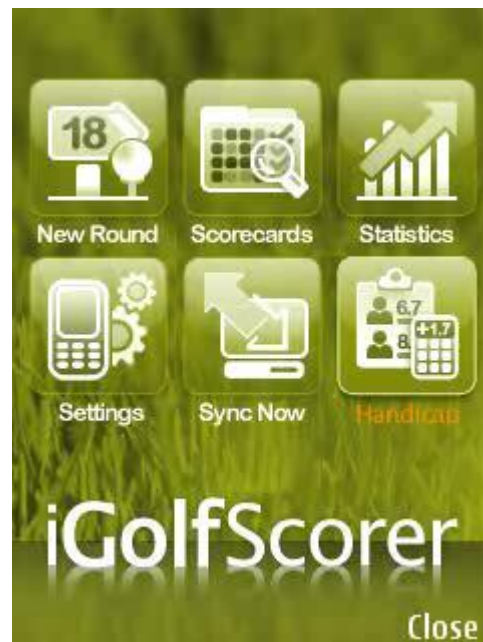 18
New Round
Scorecards
Statistics
6.7
8.
+1.7
Settings
Sync Now
Handicap
iGolfScorer
Close